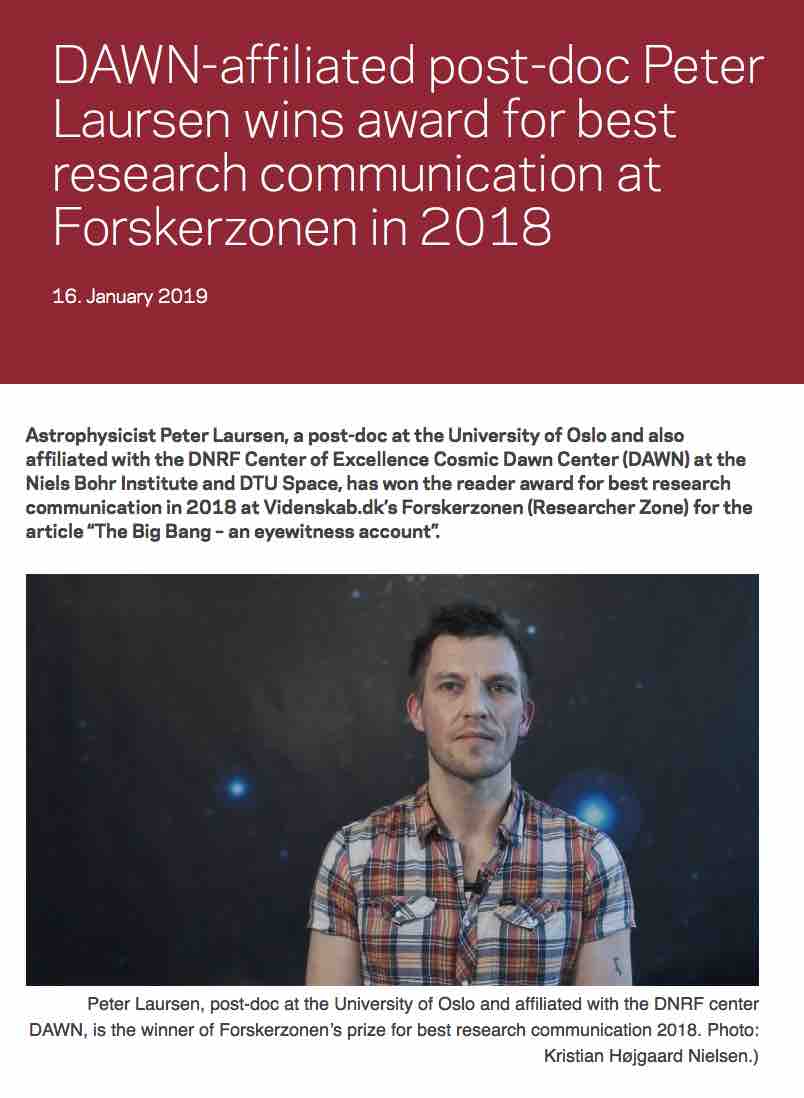 DAWN-affiliated post-doc Peter
Laursen wins award for best
research communication at
Forskerzonen in 2018
16. January 2019
Astrophysicist Peter Laursen, a post-doc at the University of Oslo and also
affiliated with the DNRF Center of Excellence Cosmic Dawn Center (DAWN) at the
Niels Bohr Institute and DTU Space, has won the reader award for best research
communication in 2018 at Videnskab.dk’s Forskerzonen (Researcher Zone) for the
article “The Big Bang – an eyewitness account”.
Peter Laursen, post-doc at the University of Oslo and affiliated with the DNRF center
DAWN, is the winner of Forskerzonen’s prize for best research communication 2018. Photo:
Kristian Højgaard Nielsen.)